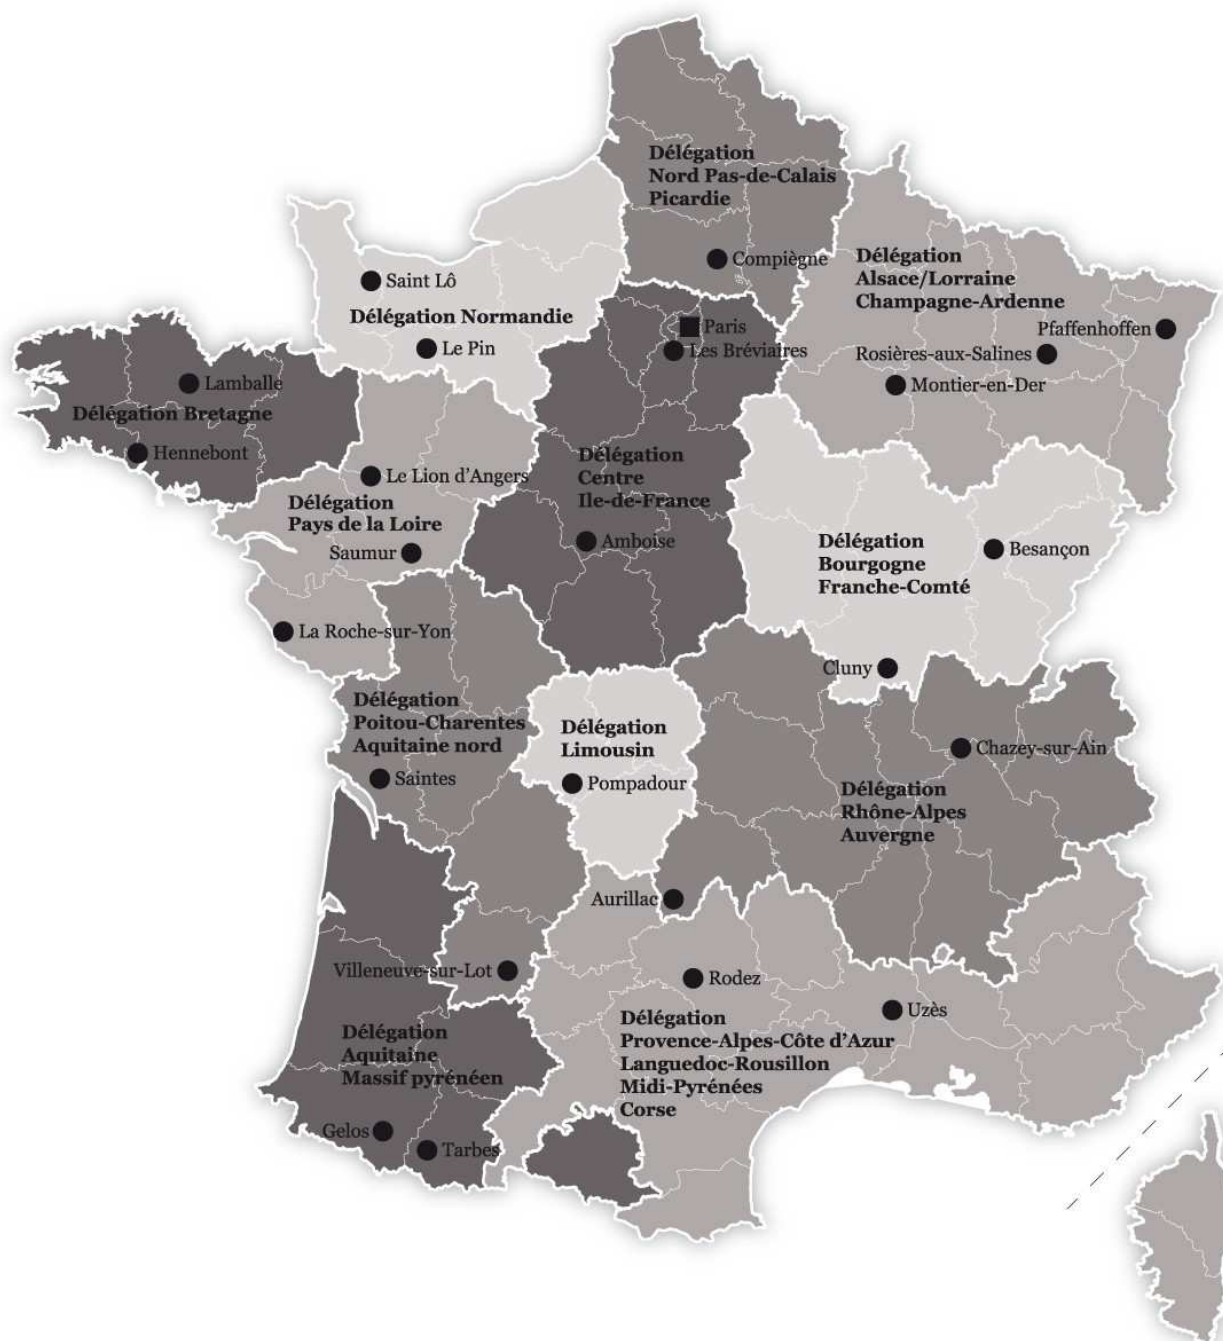 Délégation
Nord Pas-de-Calais
Picardie
Compiègne
Délégation
Alsace/Lorraine
Champagne-Ardenne
Saint Lô
Délégation Normandie
Le Pin
Paris
Les Bréviaires
Pfaffenhoffen
Rosières-aux-Salines
Montier-en-Der
Lamballe
Délégation Bretagne
Hennebont
Le Lion d'Angers
Délégation
Pays de la Loire
Saumur
La Roche-sur-Yon
Délégation
Centre
Ile-de-France
Amboise
Délégation
Bourgogne
Franche-Comté
Besançon
Cluny
Délégation
Poitou-Charentes
Aquitaine nord
Saintes
Délégation
Limousin
Pompadour
Chazey-sur-Ain
Délégation
Rhône-Alpes
Auvergne
Aurillac
Villeneuve-sur-Lot
Rodez
Uzès
Délégation
Aquitaine
Massif pyrénéen
Délégation
Provence-Alpes-Côte d'Azur
Languedoc-Rousillon
Midi-Pyrénées
Corse
Gelos
Tarbes